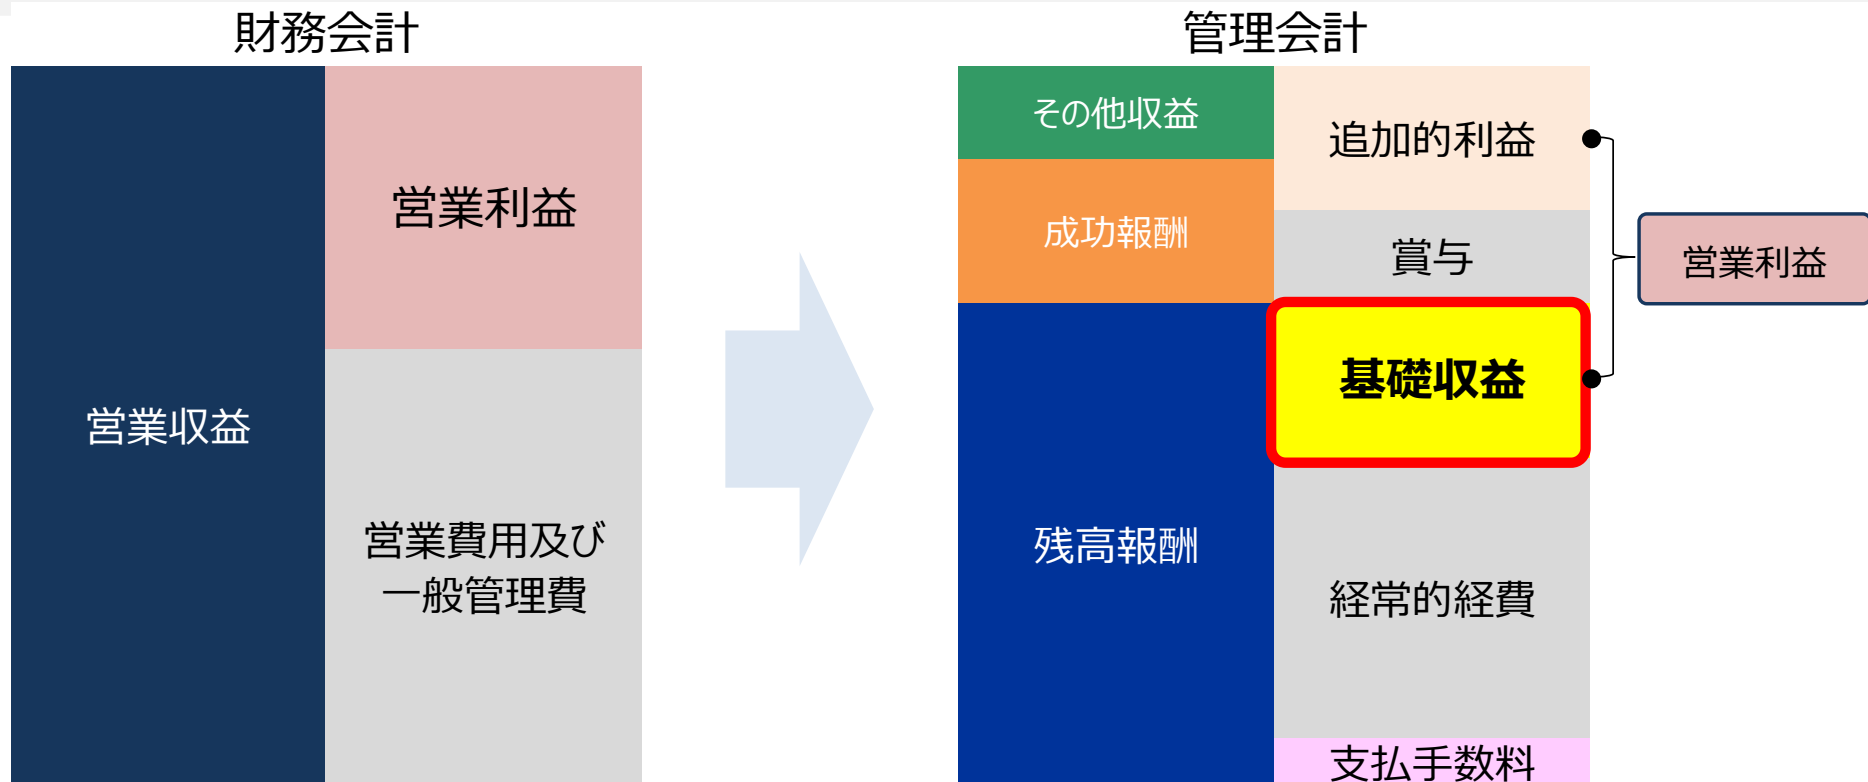 財務会計
営業収益
営業利益
営業費用及び
一般管理費
管理会計
その他収益
成功報酬
残高報酬
追加的利益
賞与
基礎収益
経常的経費
支払手数料
営業利益